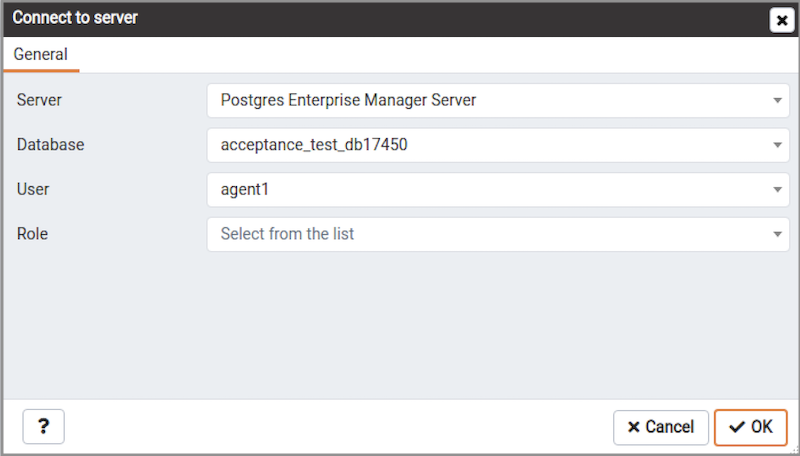 Connect to server
General
Server Postgres Enterprise Manager Server
Database acceptance_test_db17450
User agent1
Role Select from the list
? Cancel OK